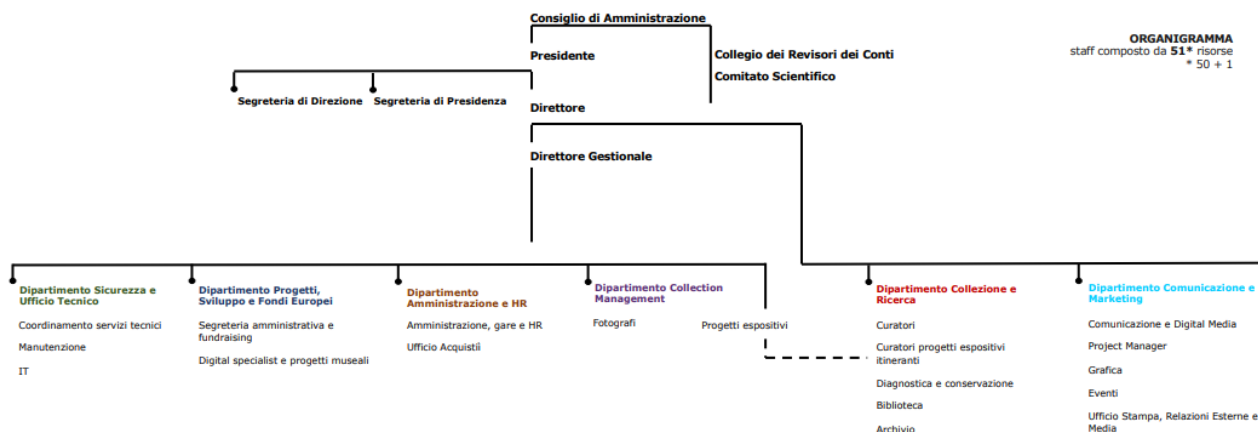 Consiglio di Amministrazione
ORGANIGRAMMA
staff composto da 51* risorse
* 50 + 1
Presidente
Collegio dei Revisori dei Conti
Comitato Scientifico
Segreteria di Direzione
Segreteria di Presidenza
Direttore
Direttore Gestionale
Dipartimento Sicurezza e
Ufficio Tecnico
Coordinamento servizi tecnici
Manutenzione
IT
Dipartimento Progetti,
Sviluppo e Fondi Europei
Segreteria amministrativa e
fundraising
Digital specialist e progetti museali
Dipartimento
Amministrazione e HR
Amministrazione, gare e HR
Ufficio Acquistiì
Dipartimento Collection
Management
Fotografi
Progetti espositivi
Dipartimento Collezione e
Ricerca
Curatori
Curatori progetti espositivi
itineranti
Diagnostica e conservazione
Biblioteca
Archivio
Dipartimento Comunicazione e
Marketing
Comunicazione e Digital Media
Project Manager
Grafica
Eventi
Ufficio Stampa, Relazioni Esterne e
Media